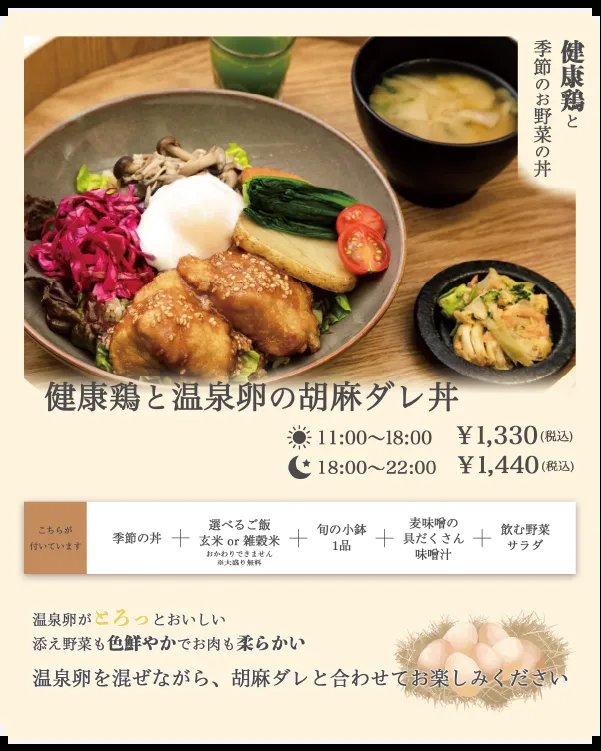 健康鶏と
季節のお野菜の丼
健康鶏と温泉卵の胡麻ダレ丼
11:00〜18:00 ￥1,330(税込)
18:00〜22:00 ￥1,440(税込)
こちらが
付いています
季節の丼
＋
選べるご飯
玄米 or 雑穀米
おかわりできません
※大盛り無料
＋
旬の小鉢
1品
＋
麦味噌の
具だくさん
味噌汁
＋
飲む野菜
サラダ
温泉卵がとろっとおいしい
添え野菜も色鮮やかでお肉も柔らかい
温泉卵を混ぜながら、胡麻ダレと合わせてお楽しみください